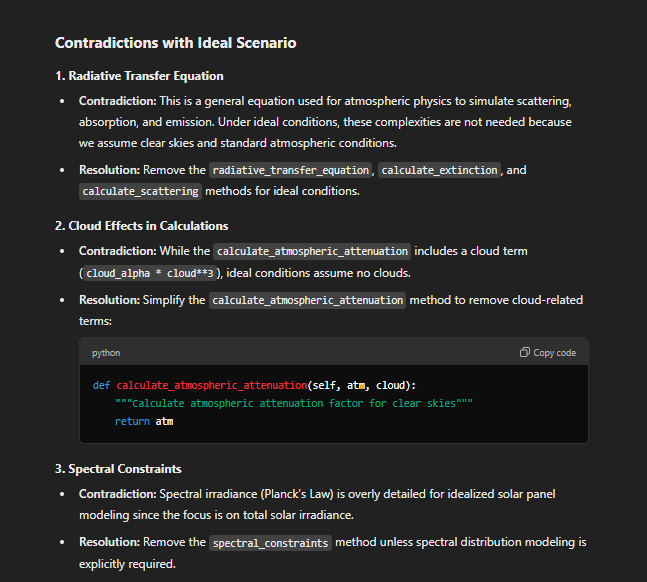 Contradictions with Ideal Scenario
1. Radiative Transfer Equation
• Contradiction: This is a general equation used for atmospheric physics to simulate scattering,
absorption, and emission. Under ideal conditions, these complexities are not needed because
we assume clear skies and standard atmospheric conditions.
• Resolution: Remove the radiative_transfer_equation, calculate_extinction, and
calculate_scattering methods for ideal conditions.
2. Cloud Effects in Calculations
• Contradiction: While the calculate_atmospheric_attenuation includes a cloud term
(cloud_alpha * cloud**3), ideal conditions assume no clouds.
• Resolution: Simplify the calculate_atmospheric_attenuation method to remove cloud-related
terms:
python Copy code
def calculate_atmospheric_attenuation(self, atm, cloud):
"""Calculate atmospheric attenuation factor for clear skies"""
return atm
3. Spectral Constraints
• Contradiction: Spectral irradiance (Planck's Law) is overly detailed for idealized solar panel
modeling since the focus is on total solar irradiance.
• Resolution: Remove the spectral_constraints method unless spectral distribution modeling is
explicitly required.